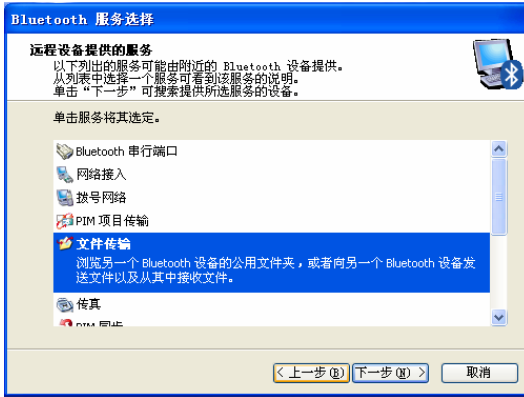 Bluetooth 服务选择
远程设备提供的服务
以下列出的服务可能由附近的 Bluetooth 设备提供。
从列表中选择一个服务可看到该服务的说明。
单击“下一步”可搜索提供所选服务的设备。
单击服务将其选定。
Bluetooth 串行端口
网络接入
拨号网络
PIM 项目传输
文件传输
浏览另一个 Bluetooth 设备的公用文件夹，或者向另一个 Bluetooth 设备发
送文件以及从其中接收文件。
传真
PIM 同步
< 上一步(B) 下一步(N) > 取消